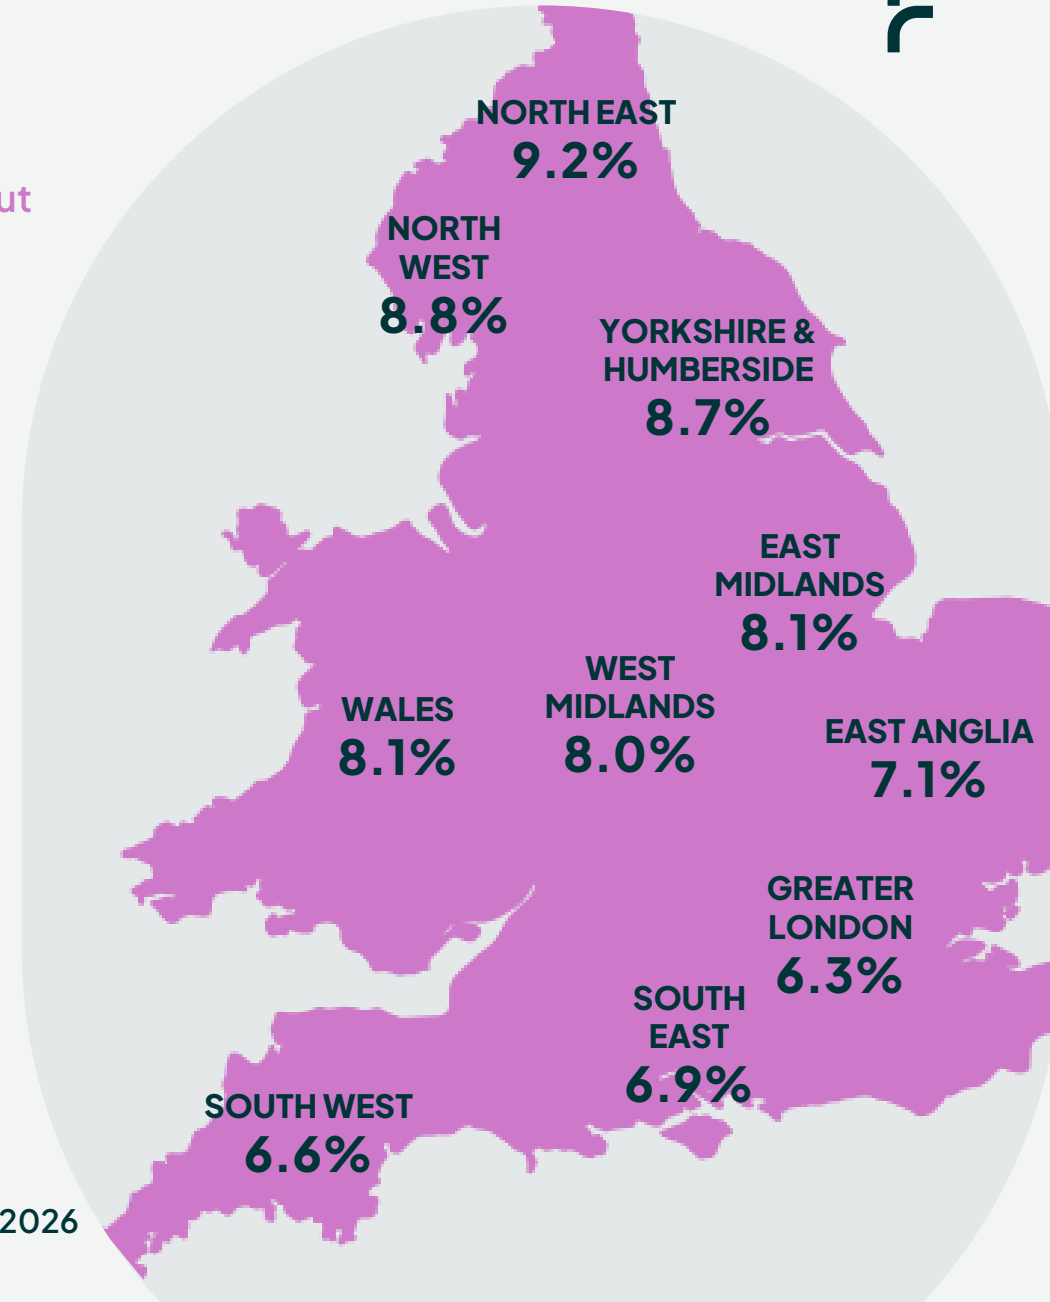 NORTH EAST
9.2%
ut
NORTH
WEST
8.8%
YORKSHIRE &
HUMBERSIDE
8.7%
EAST
MIDLANDS
8.1%
WEST
MIDLANDS
8.0%
WALES
8.1%
EAST ANGLIA
7.1%
GREATER
LONDON
6.3%
SOUTH
EAST
6.9%
SOUTH WEST
6.6%
2026